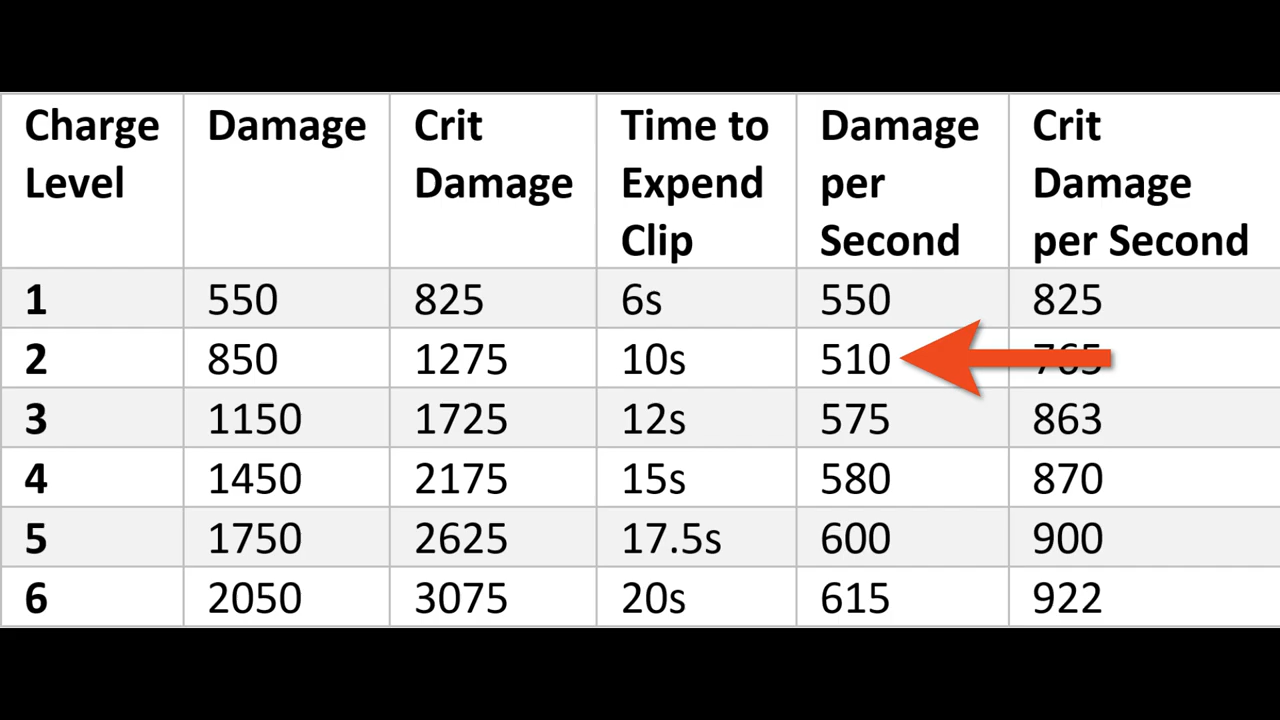 Charge Level Damage Crit Damage Time to Expend Clip Damage per Second Crit Damage per Second
1 550 825 6s 550 825
2 850 1275 10s 510 765
3 1150 1725 12s 575 863
4 1450 2175 15s 580 870
5 1750 2625 17.5s 600 900
6 2050 3075 20s 615 922